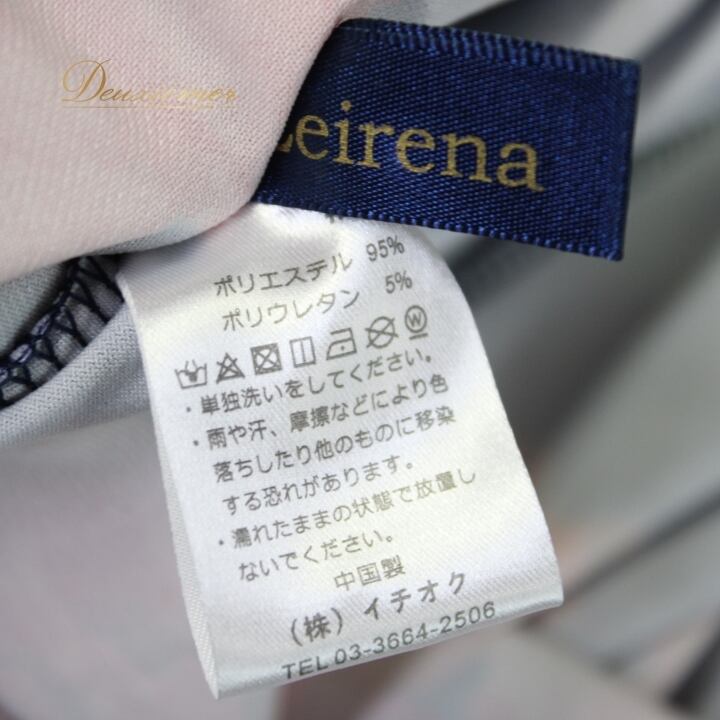 Deuxiemer
Leirena
ポリエステル 95%
ポリウレタン 5%
・単独洗いをしてください。
・雨や汗、摩擦などにより色
落ちしたり他のものに移染
する恐れがあります。
・濡れたままの状態で放置し
ないでください。
中国製
(株) イチオク
TEL 03-3664-2506